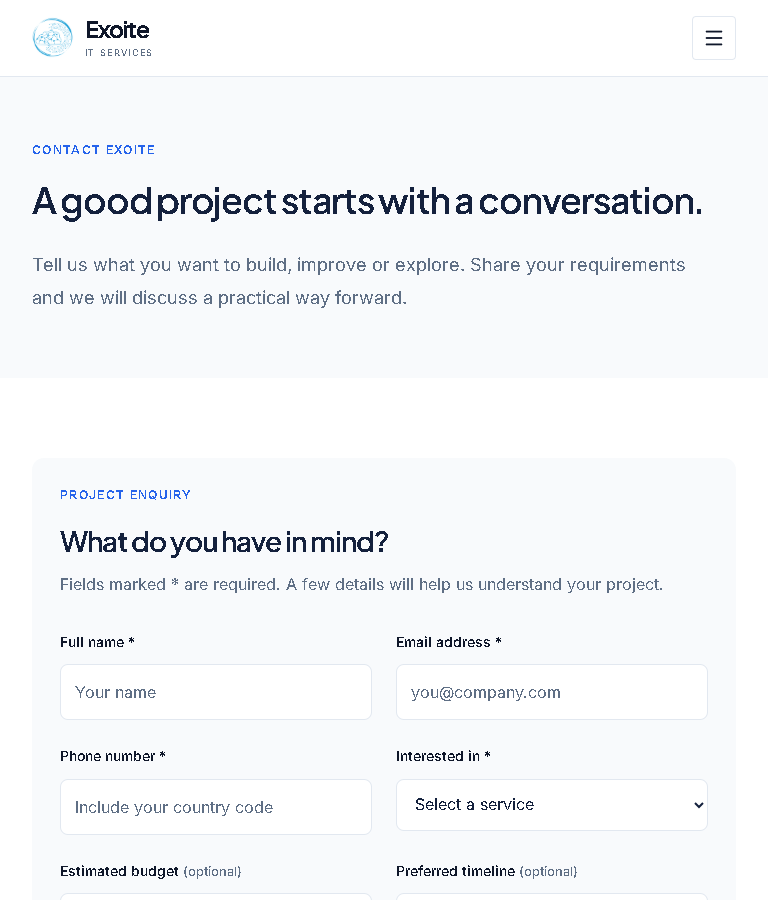 Exoite
IT SERVICES
CONTACT EXOITE
A good project starts with a conversation.
Tell us what you want to build, improve or explore. Share your requirements
and we will discuss a practical way forward.
PROJECT ENQUIRY
What do you have in mind?
Fields marked * are required. A few details will help us understand your project.
Full name *
Email address *
Your name
you@company.com
Phone number *
Interested in *
Include your country code
Select a service
Estimated budget (optional)
Preferred timeline (optional)